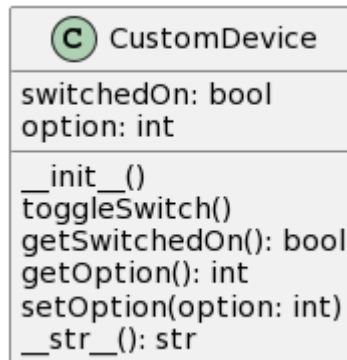 C CustomDevice
switchedOn: bool
option: int
__init__()
toggleSwitch()
getSwitchedOn(): bool
getOption(): int
setOption(option: int)
__str__(): str